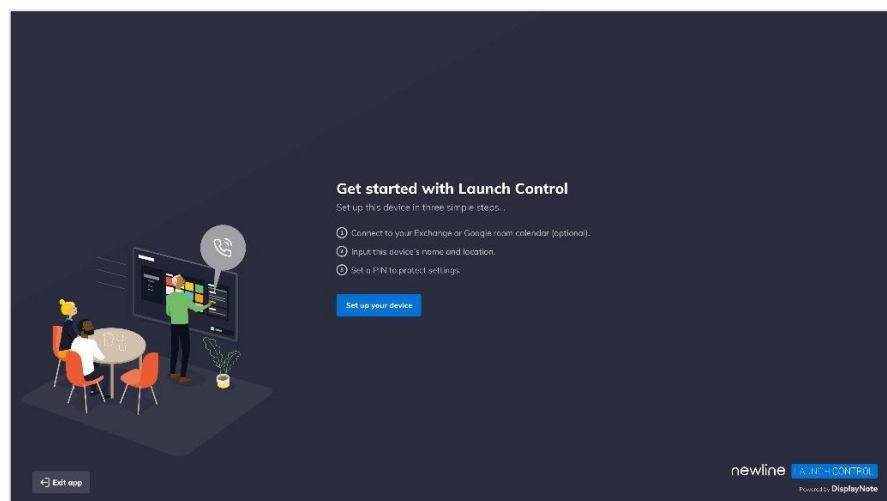 Get started with Launch Control
Set up this device in three simple steps...
1 Connect to your Exchange or Google room calendar (optional).
2 Input this device's name and location.
3 Set a PIN to protect settings.
Set up your device
Exit app
newline LAUNCH CONTROL
Powered by DisplayNote